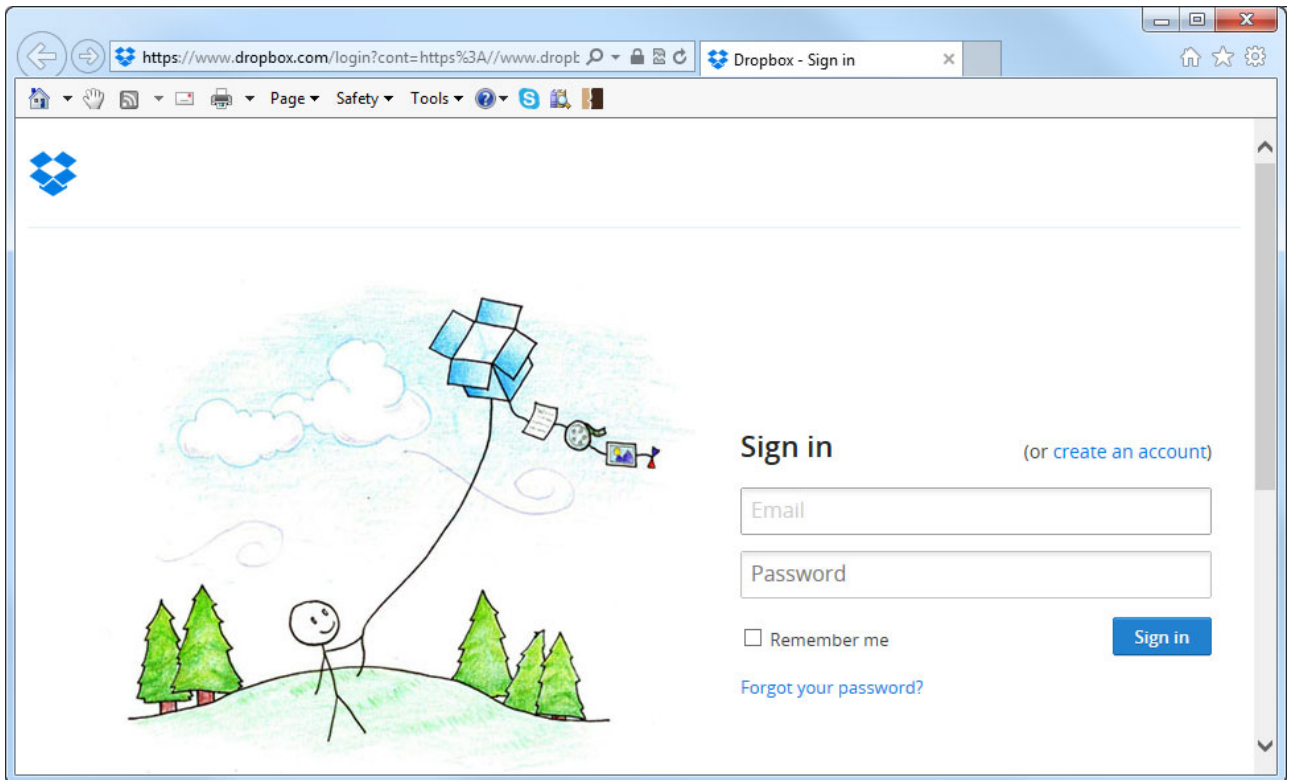 https://www.dropbox.com/login?cont=https%3A//www.dropb
Dropbox - Sign in
Page Safety Tools
Sign in (or create an account)
Email
Password
Remember me Sign in
Forgot your password?